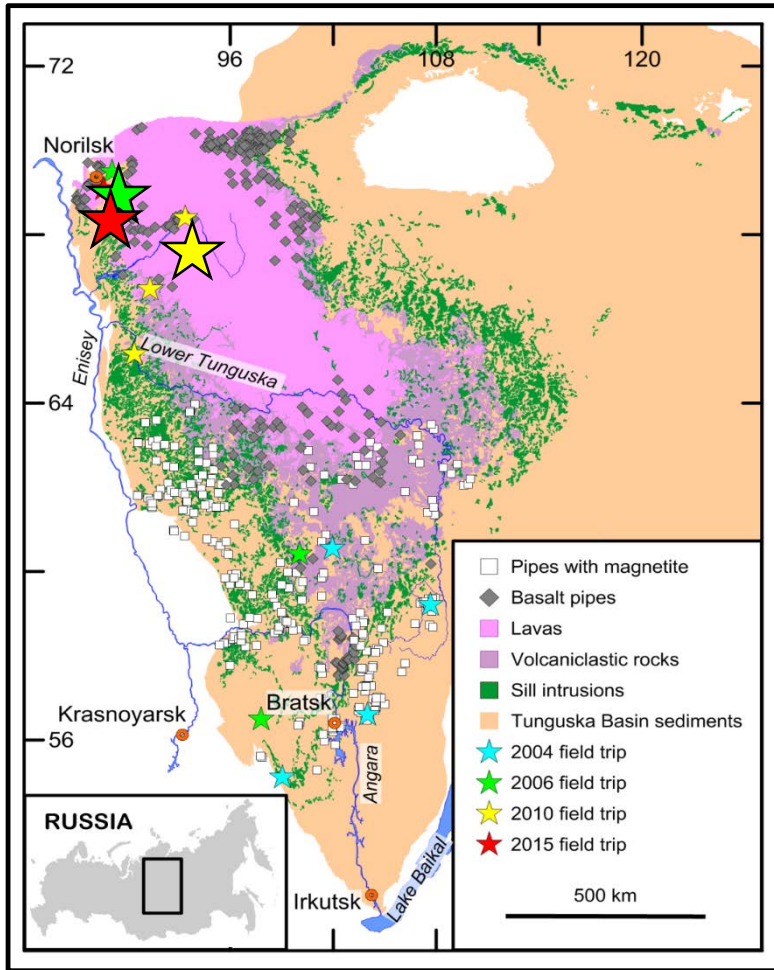 72
96
108
120
Norilsk
Enisey
Lower Tunguska
64
Pipes with magnetite
Basalt pipes
Lavas
Volcaniclastic rocks
Sill intrusions
Tunguska Basin sediments
2004 field trip
2006 field trip
2010 field trip
2015 field trip
500 km
Krasnoyarsk
Bratsk
56
Angara
RUSSIA
Irkutsk
Lake Baikal